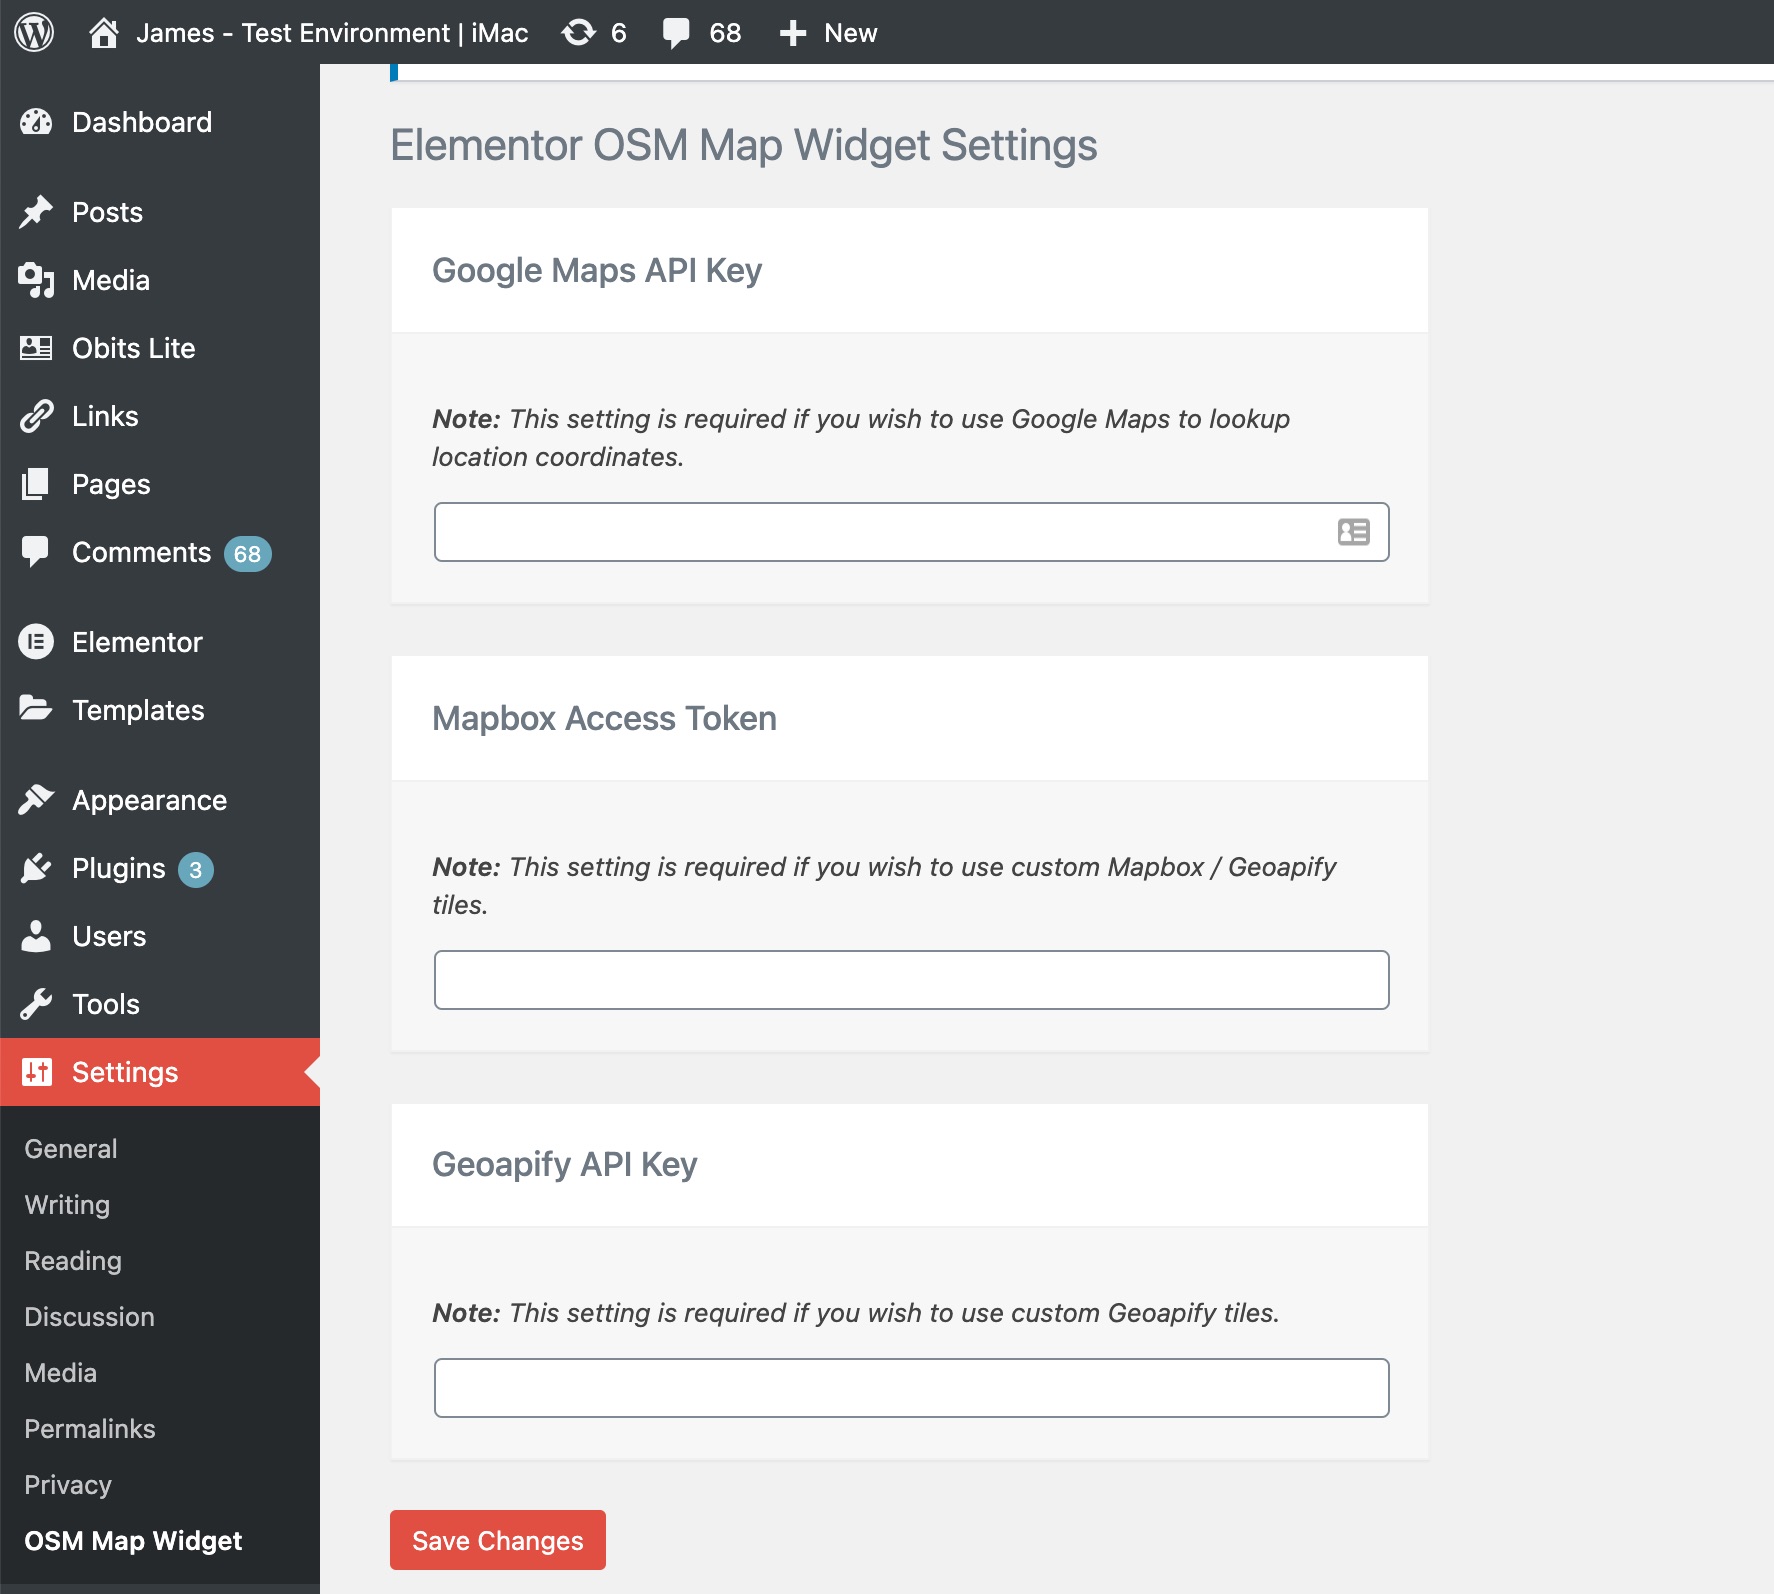 James - Test Environment | iMac 6 68 New
Dashboard
Posts
Media
Obits Lite
Links
Pages
Comments 68
Elementor
Templates
Appearance
Plugins 3
Users
Tools
Settings
General
Writing
Reading
Discussion
Media
Permalinks
Privacy
OSM Map Widget
Elementor OSM Map Widget Settings
Google Maps API Key
Note: This setting is required if you wish to use Google Maps to lookup
location coordinates.
Mapbox Access Token
Note: This setting is required if you wish to use custom Mapbox / Geoapify
tiles.
Geoapify API Key
Note: This setting is required if you wish to use custom Geoapify tiles.
Save Changes